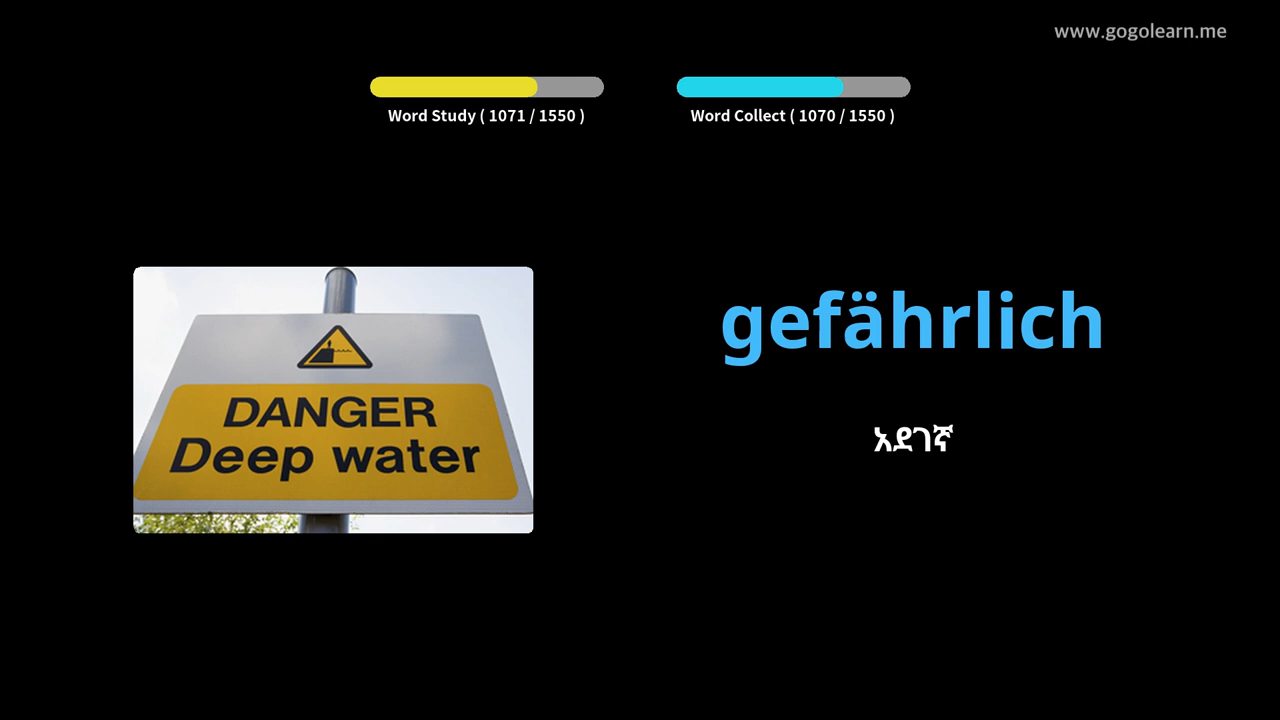 www.gogolearn.me
Word Study ( 1071 / 1550 )
Word Collect ( 1070 / 1550 )
DANGER
Deep water
gefährlich
አደገኛ